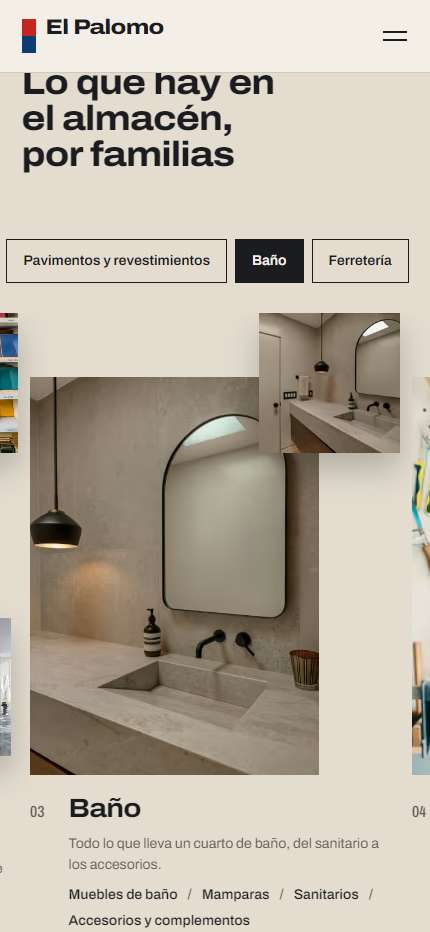 El Palomo
Lo que hay en
el almacén,
por familias
Pavimentos y revestimientos
Baño
Ferretería
03
Baño
04
Todo lo que lleva un cuarto de baño, del sanitario a
los accesorios.
Muebles de baño / Mamparas / Sanitarios /
Accesorios y complementos